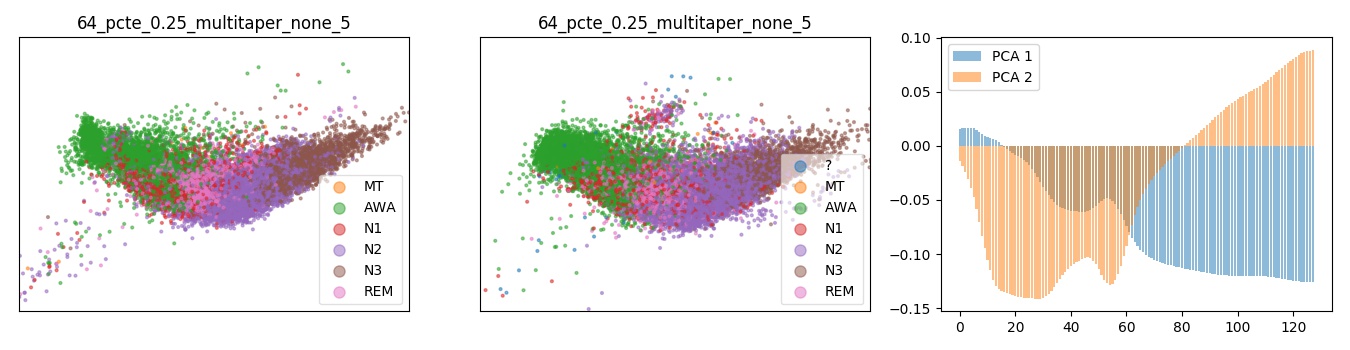 64_pcte_0.25_multitaper_none_5
MT
AWA
N1
N2
N3
REM
64_pcte_0.25_multitaper_none_5
?
MT
AWA
N1
N2
N3
REM
PCA 1
PCA 2
0.10
0.05
0.00
−0.05
−0.10
−0.15
0 20 40 60 80 100 120